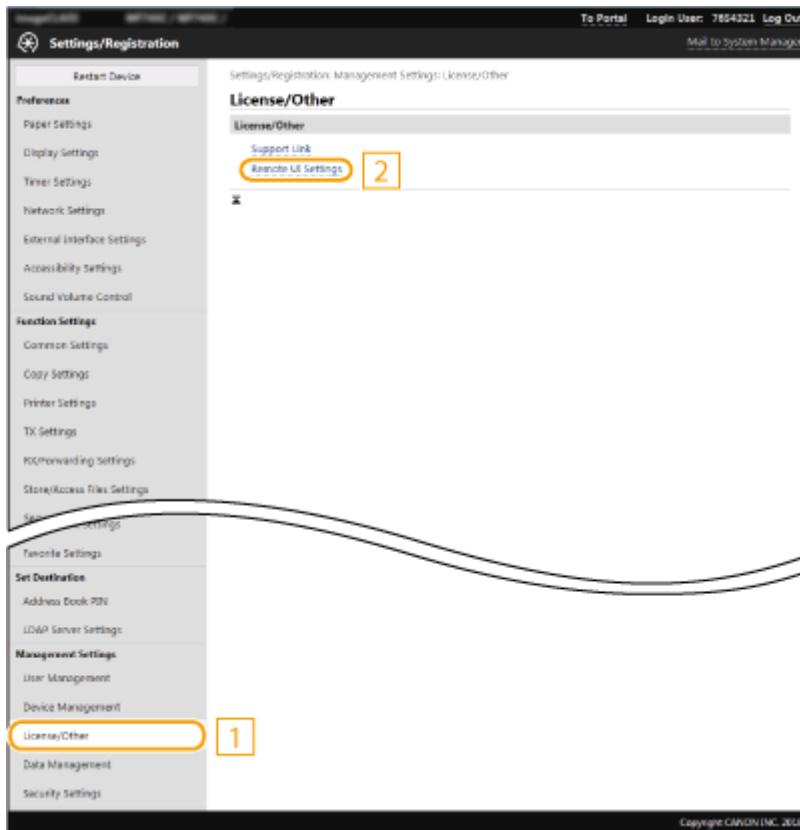 To Portal Login User: 7654321 Log Ou
Settings/Registration
Mail to System Manager
Restart Device
Settings/Registration: Management Settings: License/Other
Preferences
License/Other
Paper Settings
License/Other
Display Settings
Support Link
Remote UI Settings
2
Timer Settings
Network Settings
External Interface Settings
Accessibility Settings
Sound Volume Control
Function Settings
Common Settings
Copy Settings
Printer Settings
TX Settings
RX/Forwarding Settings
Store/Access Files Settings
Settings
Favorite Settings
Set Destination
Address Book PIN
LDAP Server Settings
Management Settings
User Management
Device Management
License/Other
1
Data Management
Security Settings
Copyright CANON INC. 201